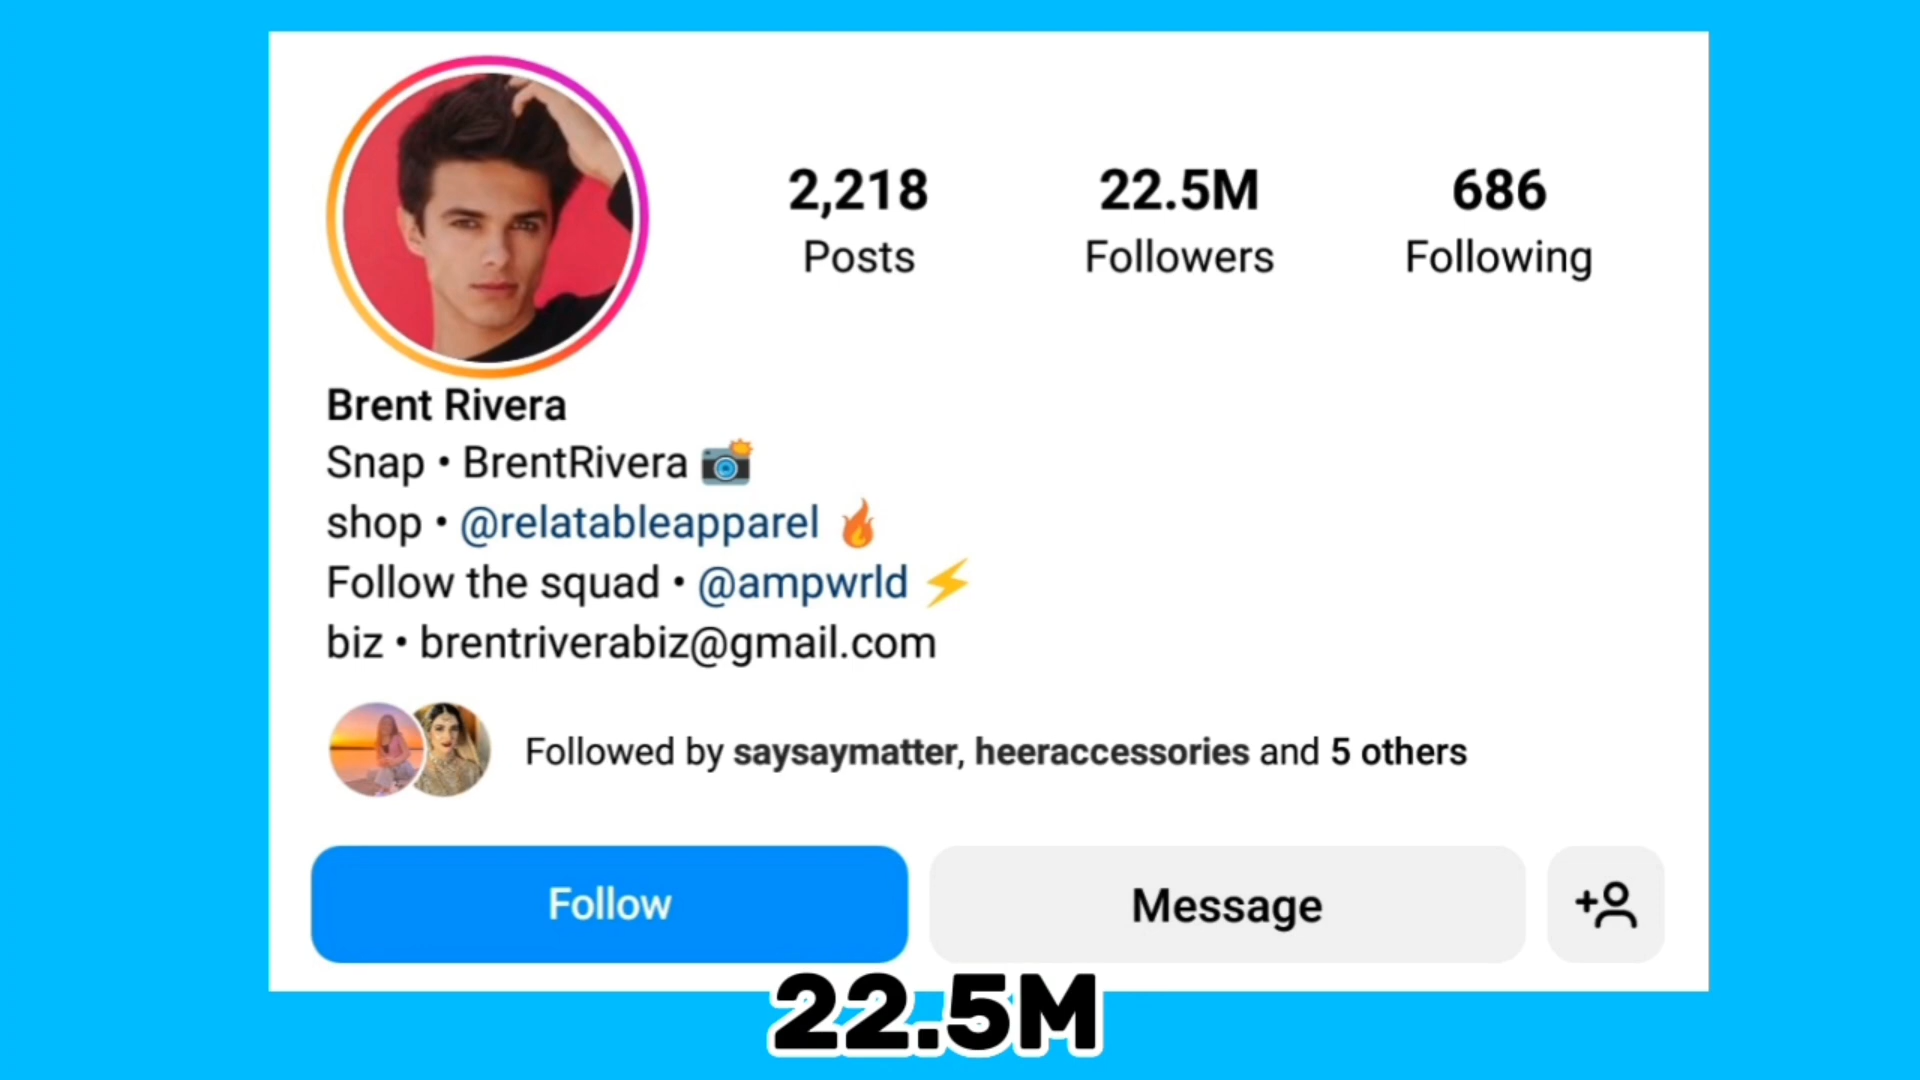 2,218 22.5M 686
Posts Followers Following
Brent Rivera
Snap • BrentRivera 📸
shop • @relatableapparel 🔥
Follow the squad • @ampwrld ⚡
biz • brentriverabiz@gmail.com
Followed by saysaymatter, heeraccessories and 5 others
Follow Message
22.5M